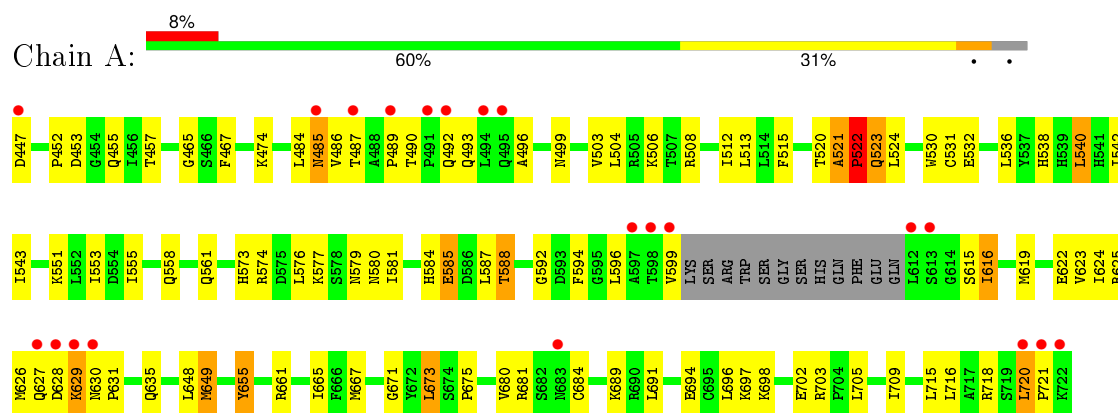 8%
Chain A:
60% 31% • •
D447 P452 D453 G454 Q455 I456 T457 G465 S466 F467 K474 L484 N485 V486 T487 A488 P489 T490 P491 Q492 Q493 L494 Q495 A496 N499 V503 L504 R505 K506 T507 R508 I512 L513 L514 F515 T520 A521 P522 Q523 L524 W530 G531 E532 L536 Y537 H538 H539 L540 H541 I542
I543 K551 L552 I553 D554 I555 Q558 Q561 H573 R574 D575 L576 K577 S578 N579 N580 I581 H584 E585 D586 L587 T588 G592 D593 F594 G595 L596 A597 T598 V599 LYS SER ARG TRP SER GLY SER HIS GLN PHE GLU GLN L612 S613 G614 S615 I616 M619 E622 V623 I624 R625
M626 Q627 D628 K629 N630 P631 Q635 L648 M649 Y655 R661 I665 F666 M667 G671 Y672 L673 S674 P675 V680 R681 S682 N683 C684 K689 R690 L691 E694 C695 L696 K697 K698 E702 R703 P704 L705 I709 L715 L716 A717 R718 S719 L720 P721 K722